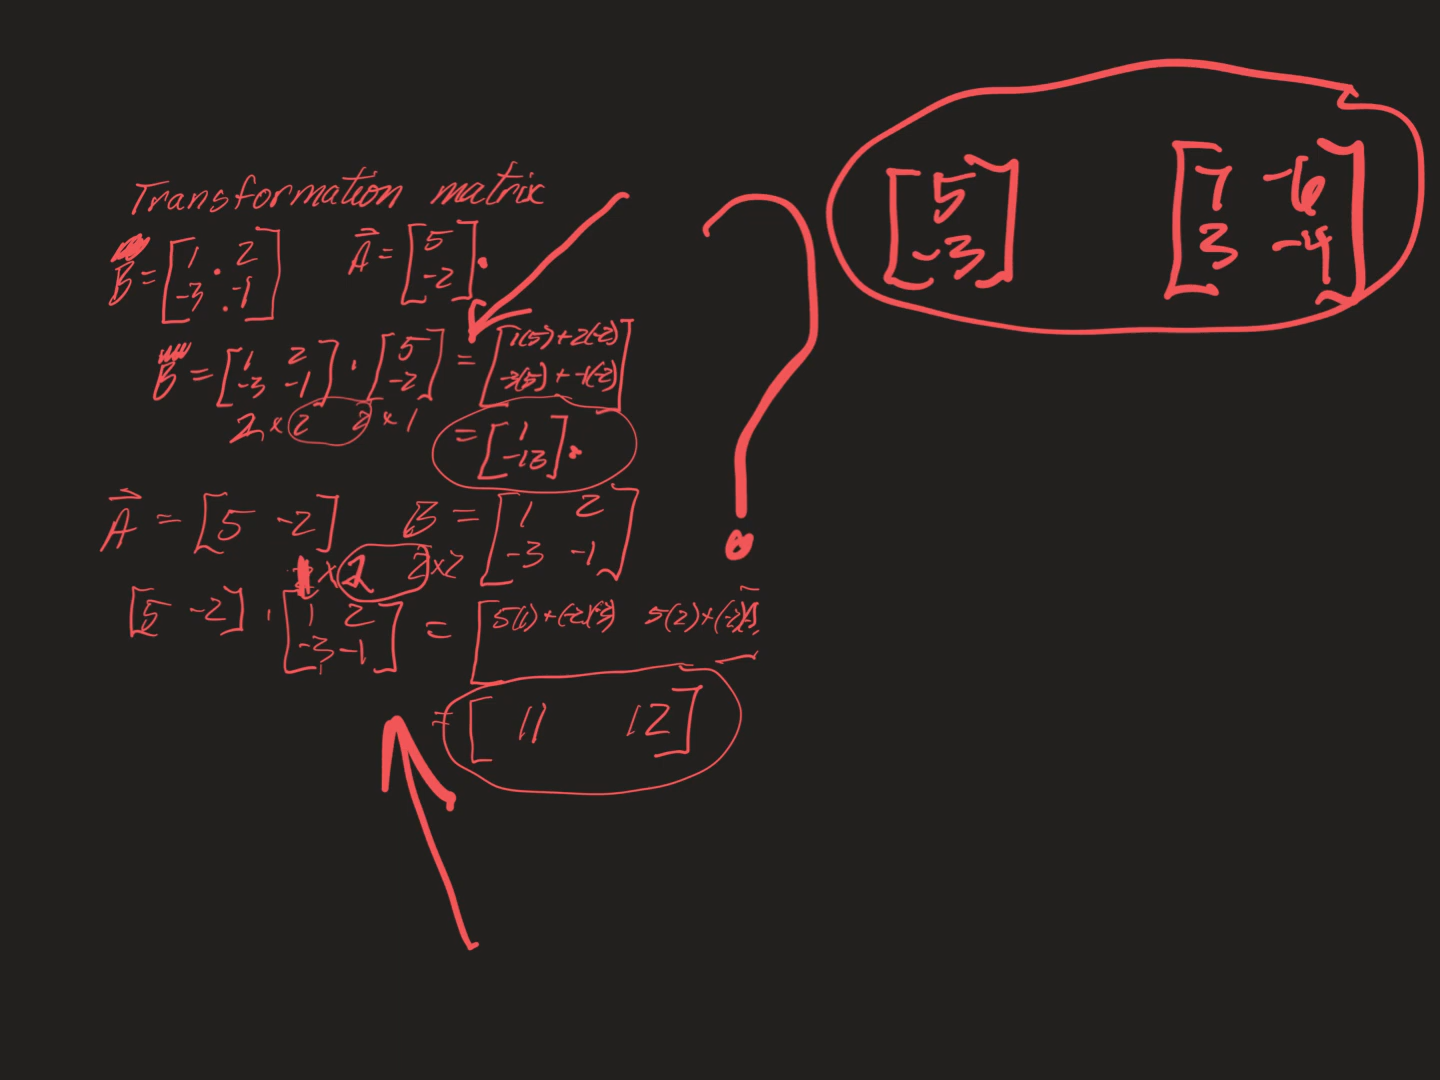 Transformation matrix
B = [1 2
-3 -1]
A = [5
-2]
B = [1 2
-3 -1] · [5
-2] = [1(5)+2(-2)
-3(5) + -1(-2)]
2 x 2 2 x 1
= [1
-13]
A = [5 -2] B = [1 2
-3 -1]
1 x 2 2 x 2
[5 -2] · [1 2
-3 -1] = [5(1)+(-2)(-3) 5(2)+(-2)(-1)]
= [11 12]
?
[5
-3]
[7 -6
3 -4]